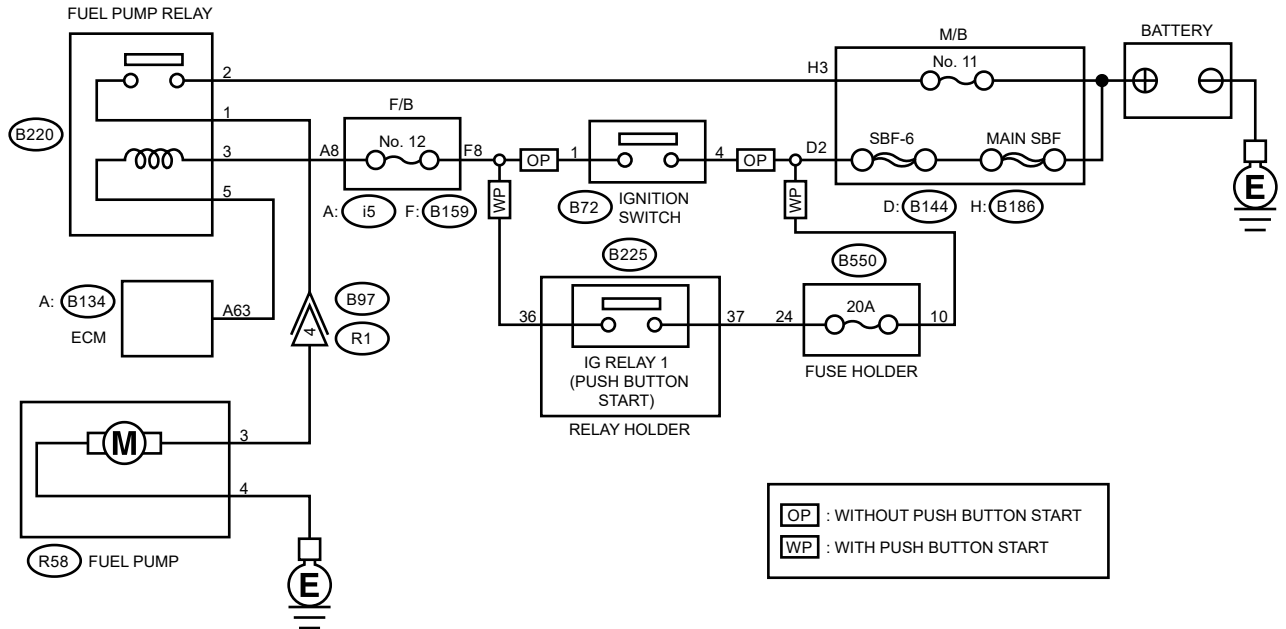 FUEL PUMP RELAY
B220
2
1
3
5
A: B134
ECM
A63
F/B
No. 12
A8
F8
A: i5 F: B159
OP
WP
1
4
B72
IGNITION
SWITCH
OP
WP
M/B
No. 11
H3
D2
SBF-6
MAIN SBF
D: B144 H: B186
BATTERY
E
B97
R1
4
B225
36
37
IG RELAY 1
(PUSH BUTTON
START)
RELAY HOLDER
B550
24
20A
10
FUSE HOLDER
M
3
4
R58 FUEL PUMP
E
OP : WITHOUT PUSH BUTTON START
WP : WITH PUSH BUTTON START